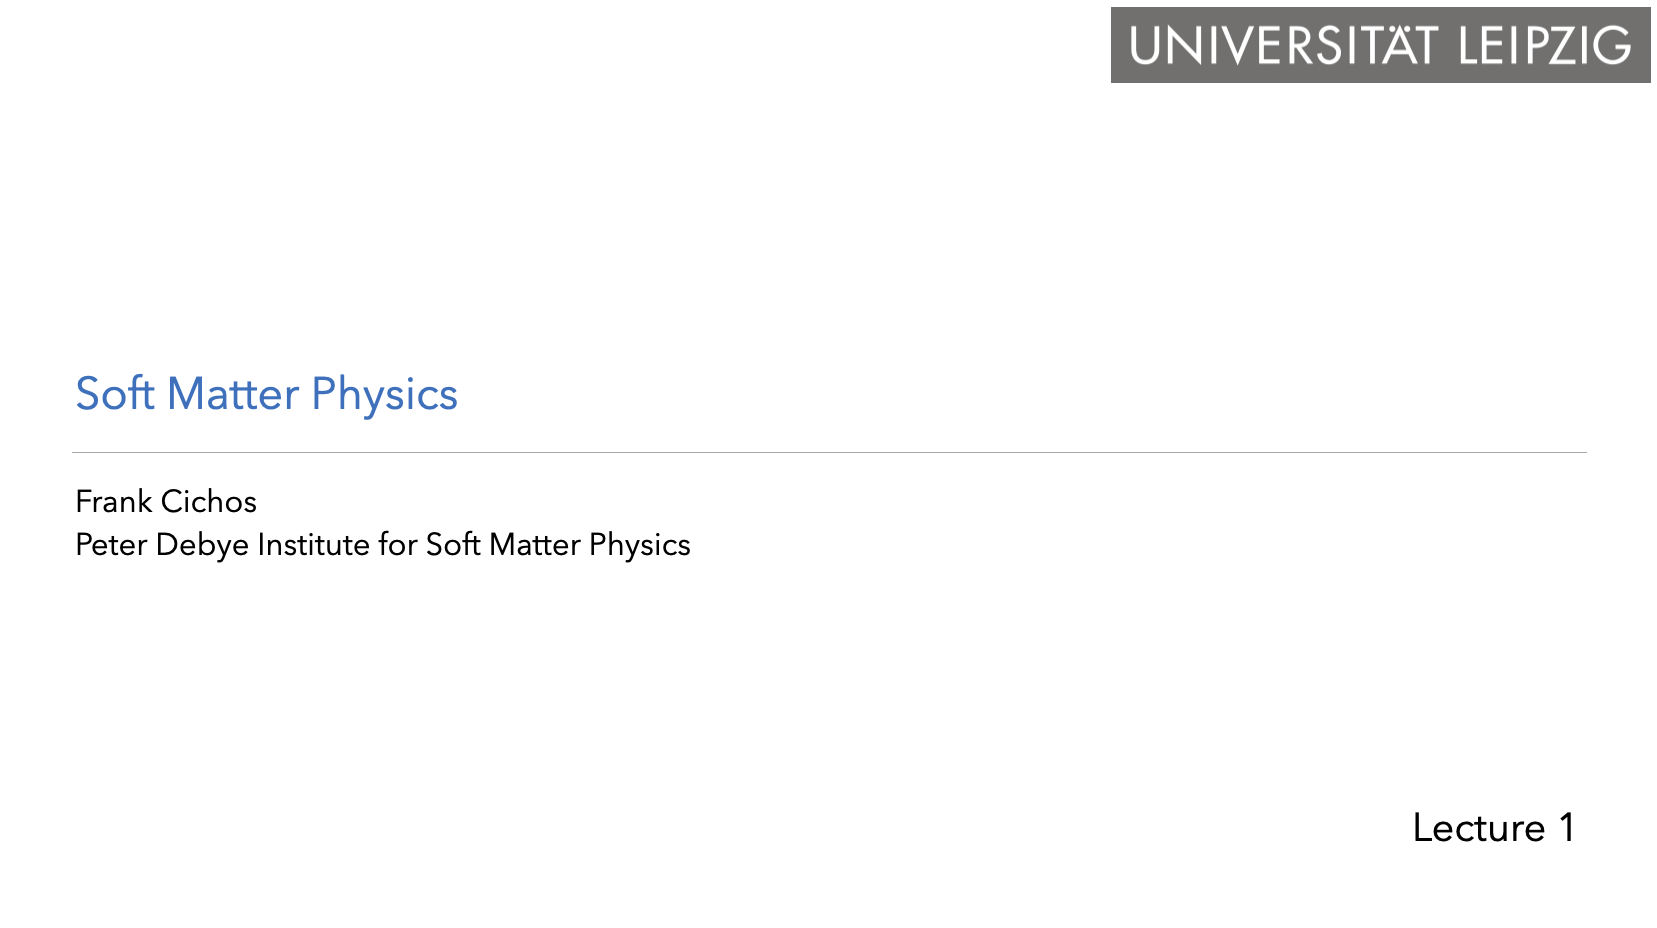 UNIVERSITÄT LEIPZIG
Soft Matter Physics
Frank Cichos
Peter Debye Institute for Soft Matter Physics
Lecture 1